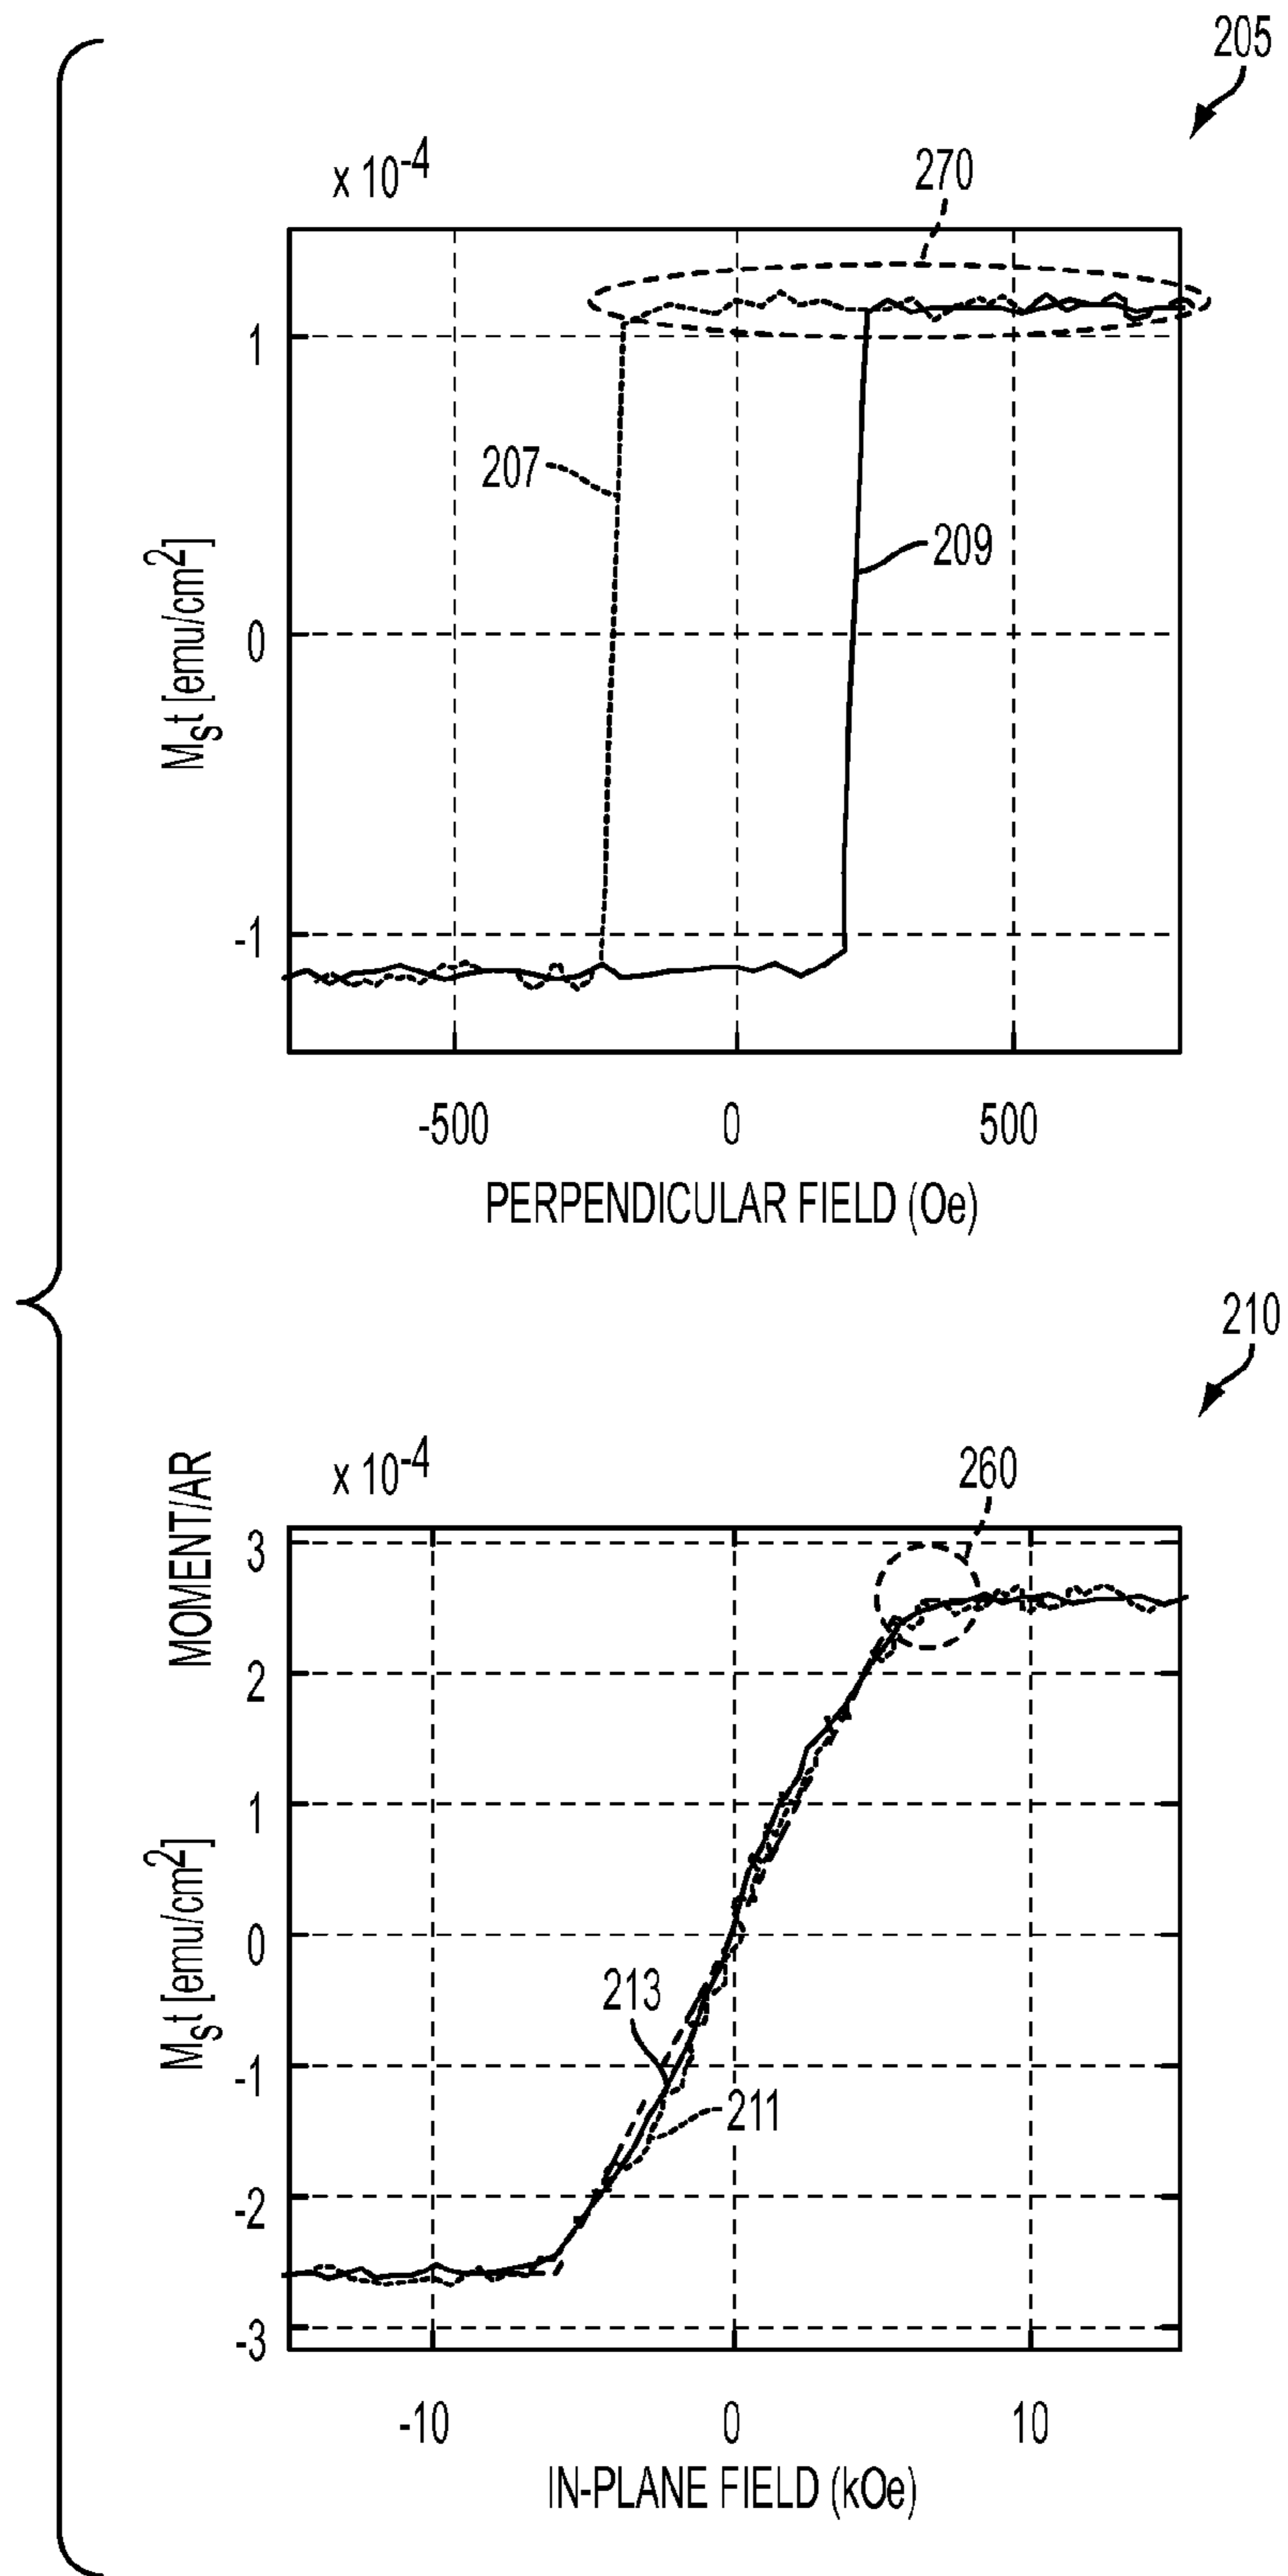 205
x 10-4
270
1
207
209
Mst [emu/cm2]
0
-1
-500 0 500
PERPENDICULAR FIELD (Oe)
210
MOMENT/AR
x 10-4
260
3
2
1
Mst [emu/cm2]
0
213
-1
211
-2
-3
-10 0 10
IN-PLANE FIELD (kOe)